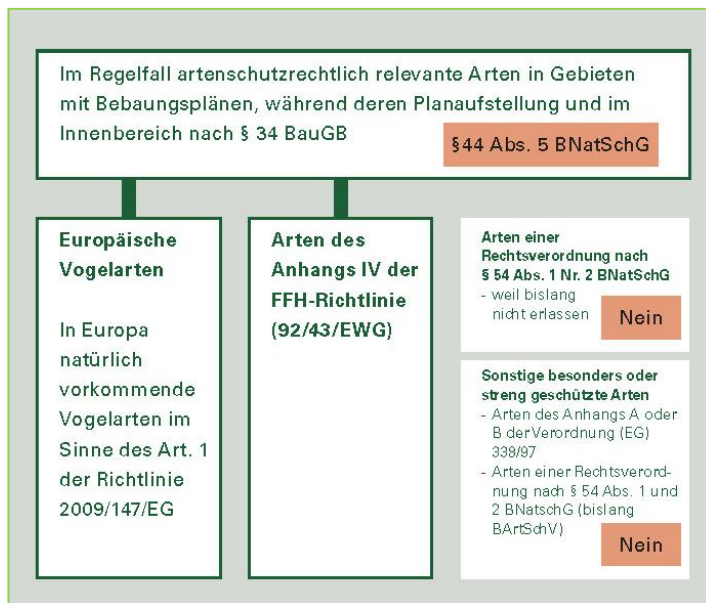 Im Regelfall artenschutzrechtlich relevante Arten in Gebieten
mit Bebaungsplänen, während deren Planaufstellung und im
Innenbereich nach § 34 BauGB
§44 Abs. 5 BNatSchG
Europäische
Vogelarten
In Europa
natürlich
vorkommende
Vogelarten im
Sinne des Art. 1
der Richtlinie
2009/147/EG
Arten des
Anhangs IV der
FFH-Richtlinie
(92/43/EWG)
Arten einer
Rechtsverordnung nach
§ 54 Abs. 1 Nr. 2 BNatSchG
- weil bislang
nicht erlassen
Nein
Sonstige besonders oder
streng geschützte Arten
- Arten des Anhangs A oder
B der Verordnung (EG)
338/97
- Arten einer Rechtsverord-
nung nach § 54 Abs. 1 und
2 BNatschG (bislang
BArtSchV)
Nein